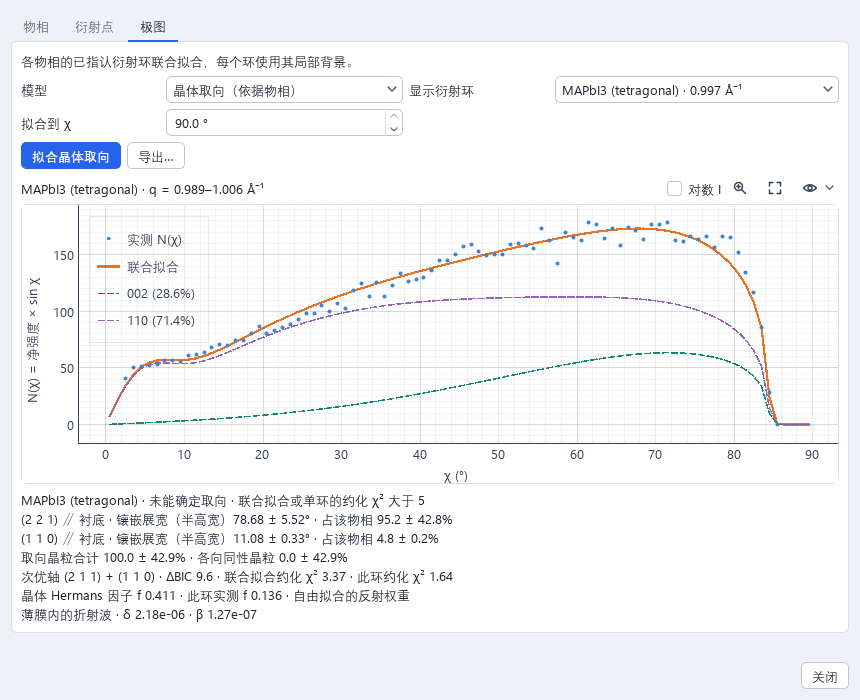 物相 衍射点 极图
各物相的已指认衍射环联合拟合，每个环使用其局部背景。
模型 晶体取向（依据物相） 显示衍射环 MAPbI3 (tetragonal) · 0.997 Å⁻¹
拟合到 χ 90.0 °
拟合晶体取向 导出...
MAPbI3 (tetragonal) · q = 0.989–1.006 Å⁻¹ 对数 I
实测 N(χ)
联合拟合
002 (28.6%)
110 (71.4%)
N(χ) = 净强度 × sin χ
150
100
50
0
0 10 20 30 40 50 60 70 80 90
χ (°)
MAPbI3 (tetragonal) · 未能确定取向 · 联合拟合或单环的约化 χ² 大于 5
(2 2 1) ∥ 衬底 · 镶嵌展宽（半高宽）78.68 ± 5.52° · 占该物相 95.2 ± 42.8%
(1 1 0) ∥ 衬底 · 镶嵌展宽（半高宽）11.08 ± 0.33° · 占该物相 4.8 ± 0.2%
取向晶粒合计 100.0 ± 42.9% · 各向同性晶粒 0.0 ± 42.9%
次优轴 (2 1 1) + (1 1 0) · ΔBIC 9.6 · 联合拟合约化 χ² 3.37 · 此环约化 χ² 1.64
晶体 Hermans 因子 f 0.411 · 此环实测 f 0.136 · 自由拟合的反射权重
薄膜内的折射波 · δ 2.18e-06 · β 1.27e-07
关闭